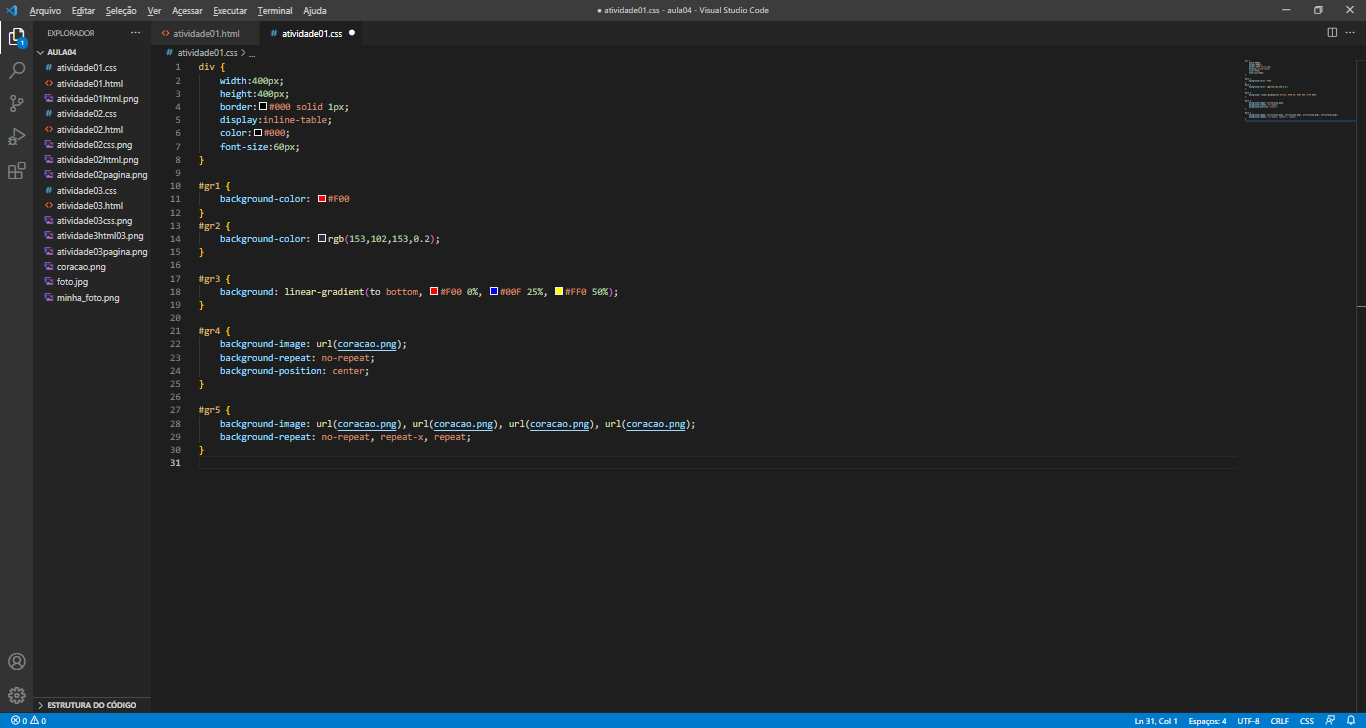 Arquivo Editar Seleção Ver Acessar Executar Terminal Ajuda
● atividade01.css - aula04 - Visual Studio Code
EXPLORADOR ···
1
AULA04
# atividade01.css
<> atividade01.html
atividade01html.png
# atividade02.css
<> atividade02.html
atividade02css.png
atividade02html.png
atividade02pagina.png
# atividade03.css
<> atividade03.html
atividade03css.png
atividade3html03.png
atividade03pagina.png
coracao.png
foto.jpg
minha_foto.png
ESTRUTURA DO CÓDIGO
<> atividade01.html # atividade01.css ●
# atividade01.css > ...
1 div {
2 width:400px;
3 height:400px;
4 border:#000 solid 1px;
5 display:inline-table;
6 color:#000;
7 font-size:60px;
8 }
9
10 #gr1 {
11 background-color: #F00
12 }
13 #gr2 {
14 background-color: rgb(153,102,153,0.2);
15 }
16
17 #gr3 {
18 background: linear-gradient(to bottom, #F00 0%, #00F 25%, #FF0 50%);
19 }
20
21 #gr4 {
22 background-image: url(coracao.png);
23 background-repeat: no-repeat;
24 background-position: center;
25 }
26
27 #gr5 {
28 background-image: url(coracao.png), url(coracao.png), url(coracao.png), url(coracao.png);
29 background-repeat: no-repeat, repeat-x, repeat;
30 }
31
0 0
Ln 31, Col 1 Espaços: 4 UTF-8 CRLF CSS